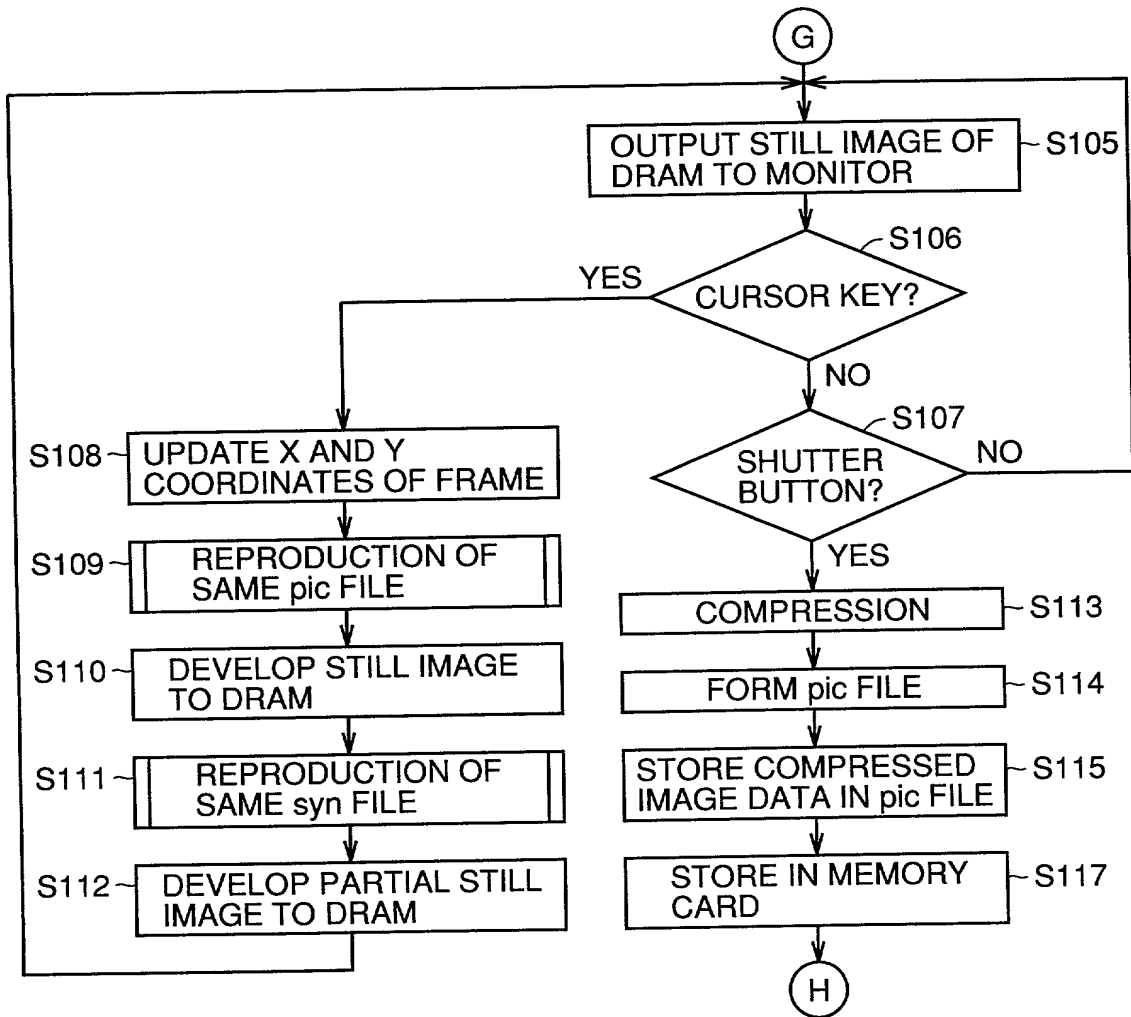 G
OUTPUT STILL IMAGE OF
DRAM TO MONITOR
S105
S106
YES
CURSOR KEY?
NO
S107
SHUTTER
BUTTON?
NO
YES
S108
UPDATE X AND Y
COORDINATES OF FRAME
S109
REPRODUCTION OF
SAME pic FILE
S110
DEVELOP STILL IMAGE
TO DRAM
S111
REPRODUCTION OF
SAME syn FILE
S112
DEVELOP PARTIAL STILL
IMAGE TO DRAM
COMPRESSION
S113
FORM pic FILE
S114
STORE COMPRESSED
IMAGE DATA IN pic FILE
S115
STORE IN MEMORY
CARD
S117
H